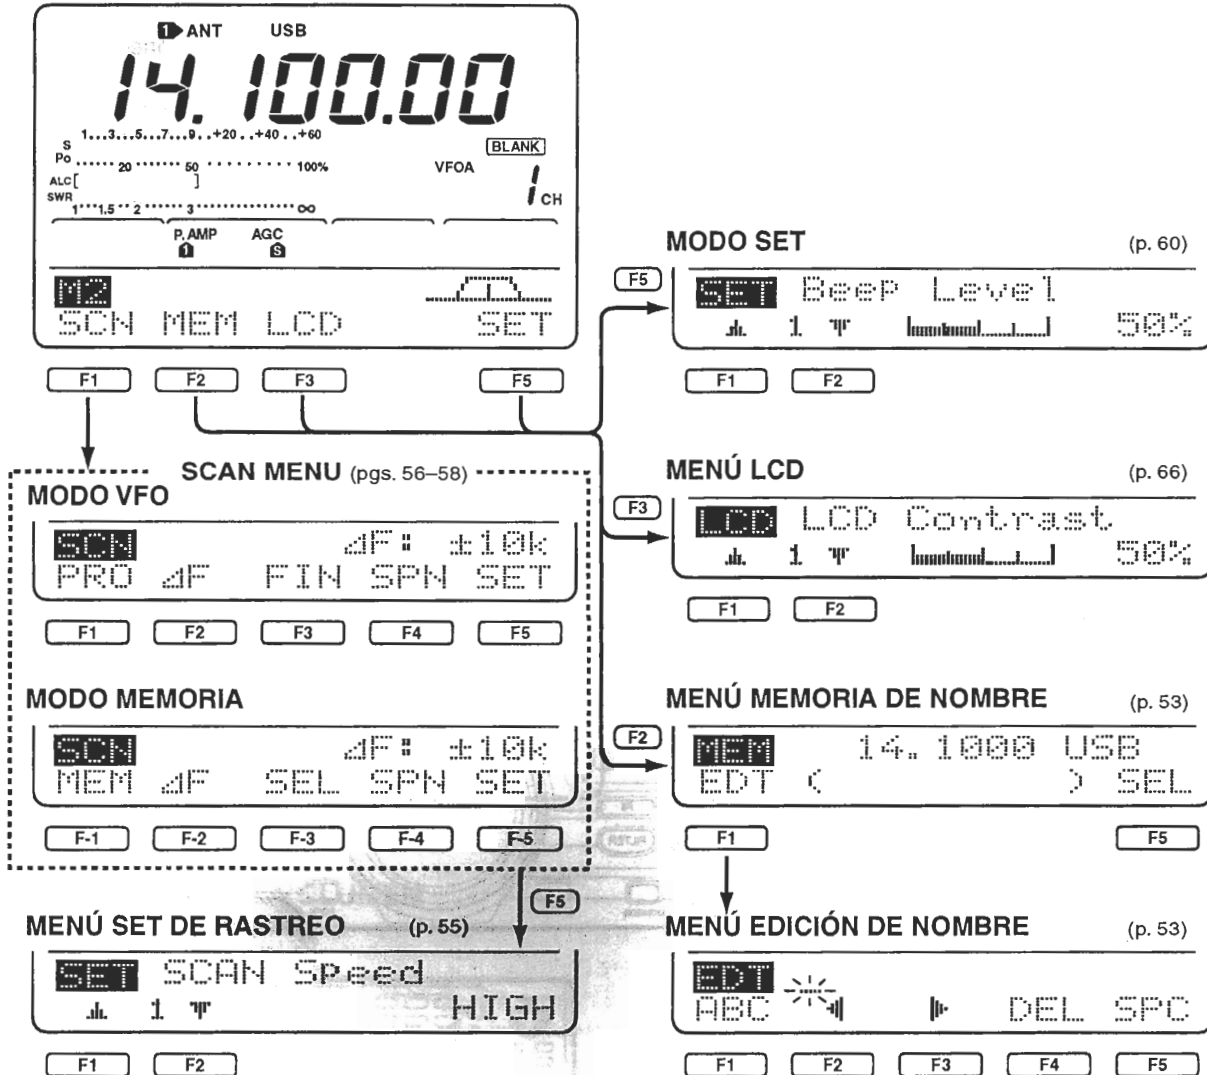 1 ANT USB
14.100.00
S 1...3...5...7...9..+20..+40..+60
Po 20 50 100%
ALC [ ]
SWR 1 1.5 2 3 ∞
VFOA BLANK
1 CH
P.AMP 1 AGC S
M2
SCN MEM LCD SET
F1 F2 F3 F5
MODO SET (p. 60)
F5
SET Beep Level
1 50%
F1 F2
MENÚ LCD (p. 66)
F3
LCD LCD Contrast
1 50%
F1 F2
SCAN MENU (pgs. 56–58)
MODO VFO
SCN ⊿F: ±10k
PRO ⊿F FIN SPN SET
F1 F2 F3 F4 F5
MODO MEMORIA
SCN ⊿F: ±10k
MEM ⊿F SEL SPN SET
F-1 F-2 F-3 F-4 F-5
F5
MENÚ SET DE RASTREO (p. 55)
SET SCAN Speed
1 HIGH
F1 F2
MENÚ MEMORIA DE NOMBRE (p. 53)
F2
MEM 14.1000 USB
EDT ( ) SEL
F1 F5
MENÚ EDICIÓN DE NOMBRE (p. 53)
EDT
ABC DEL SPC
F1 F2 F3 F4 F5